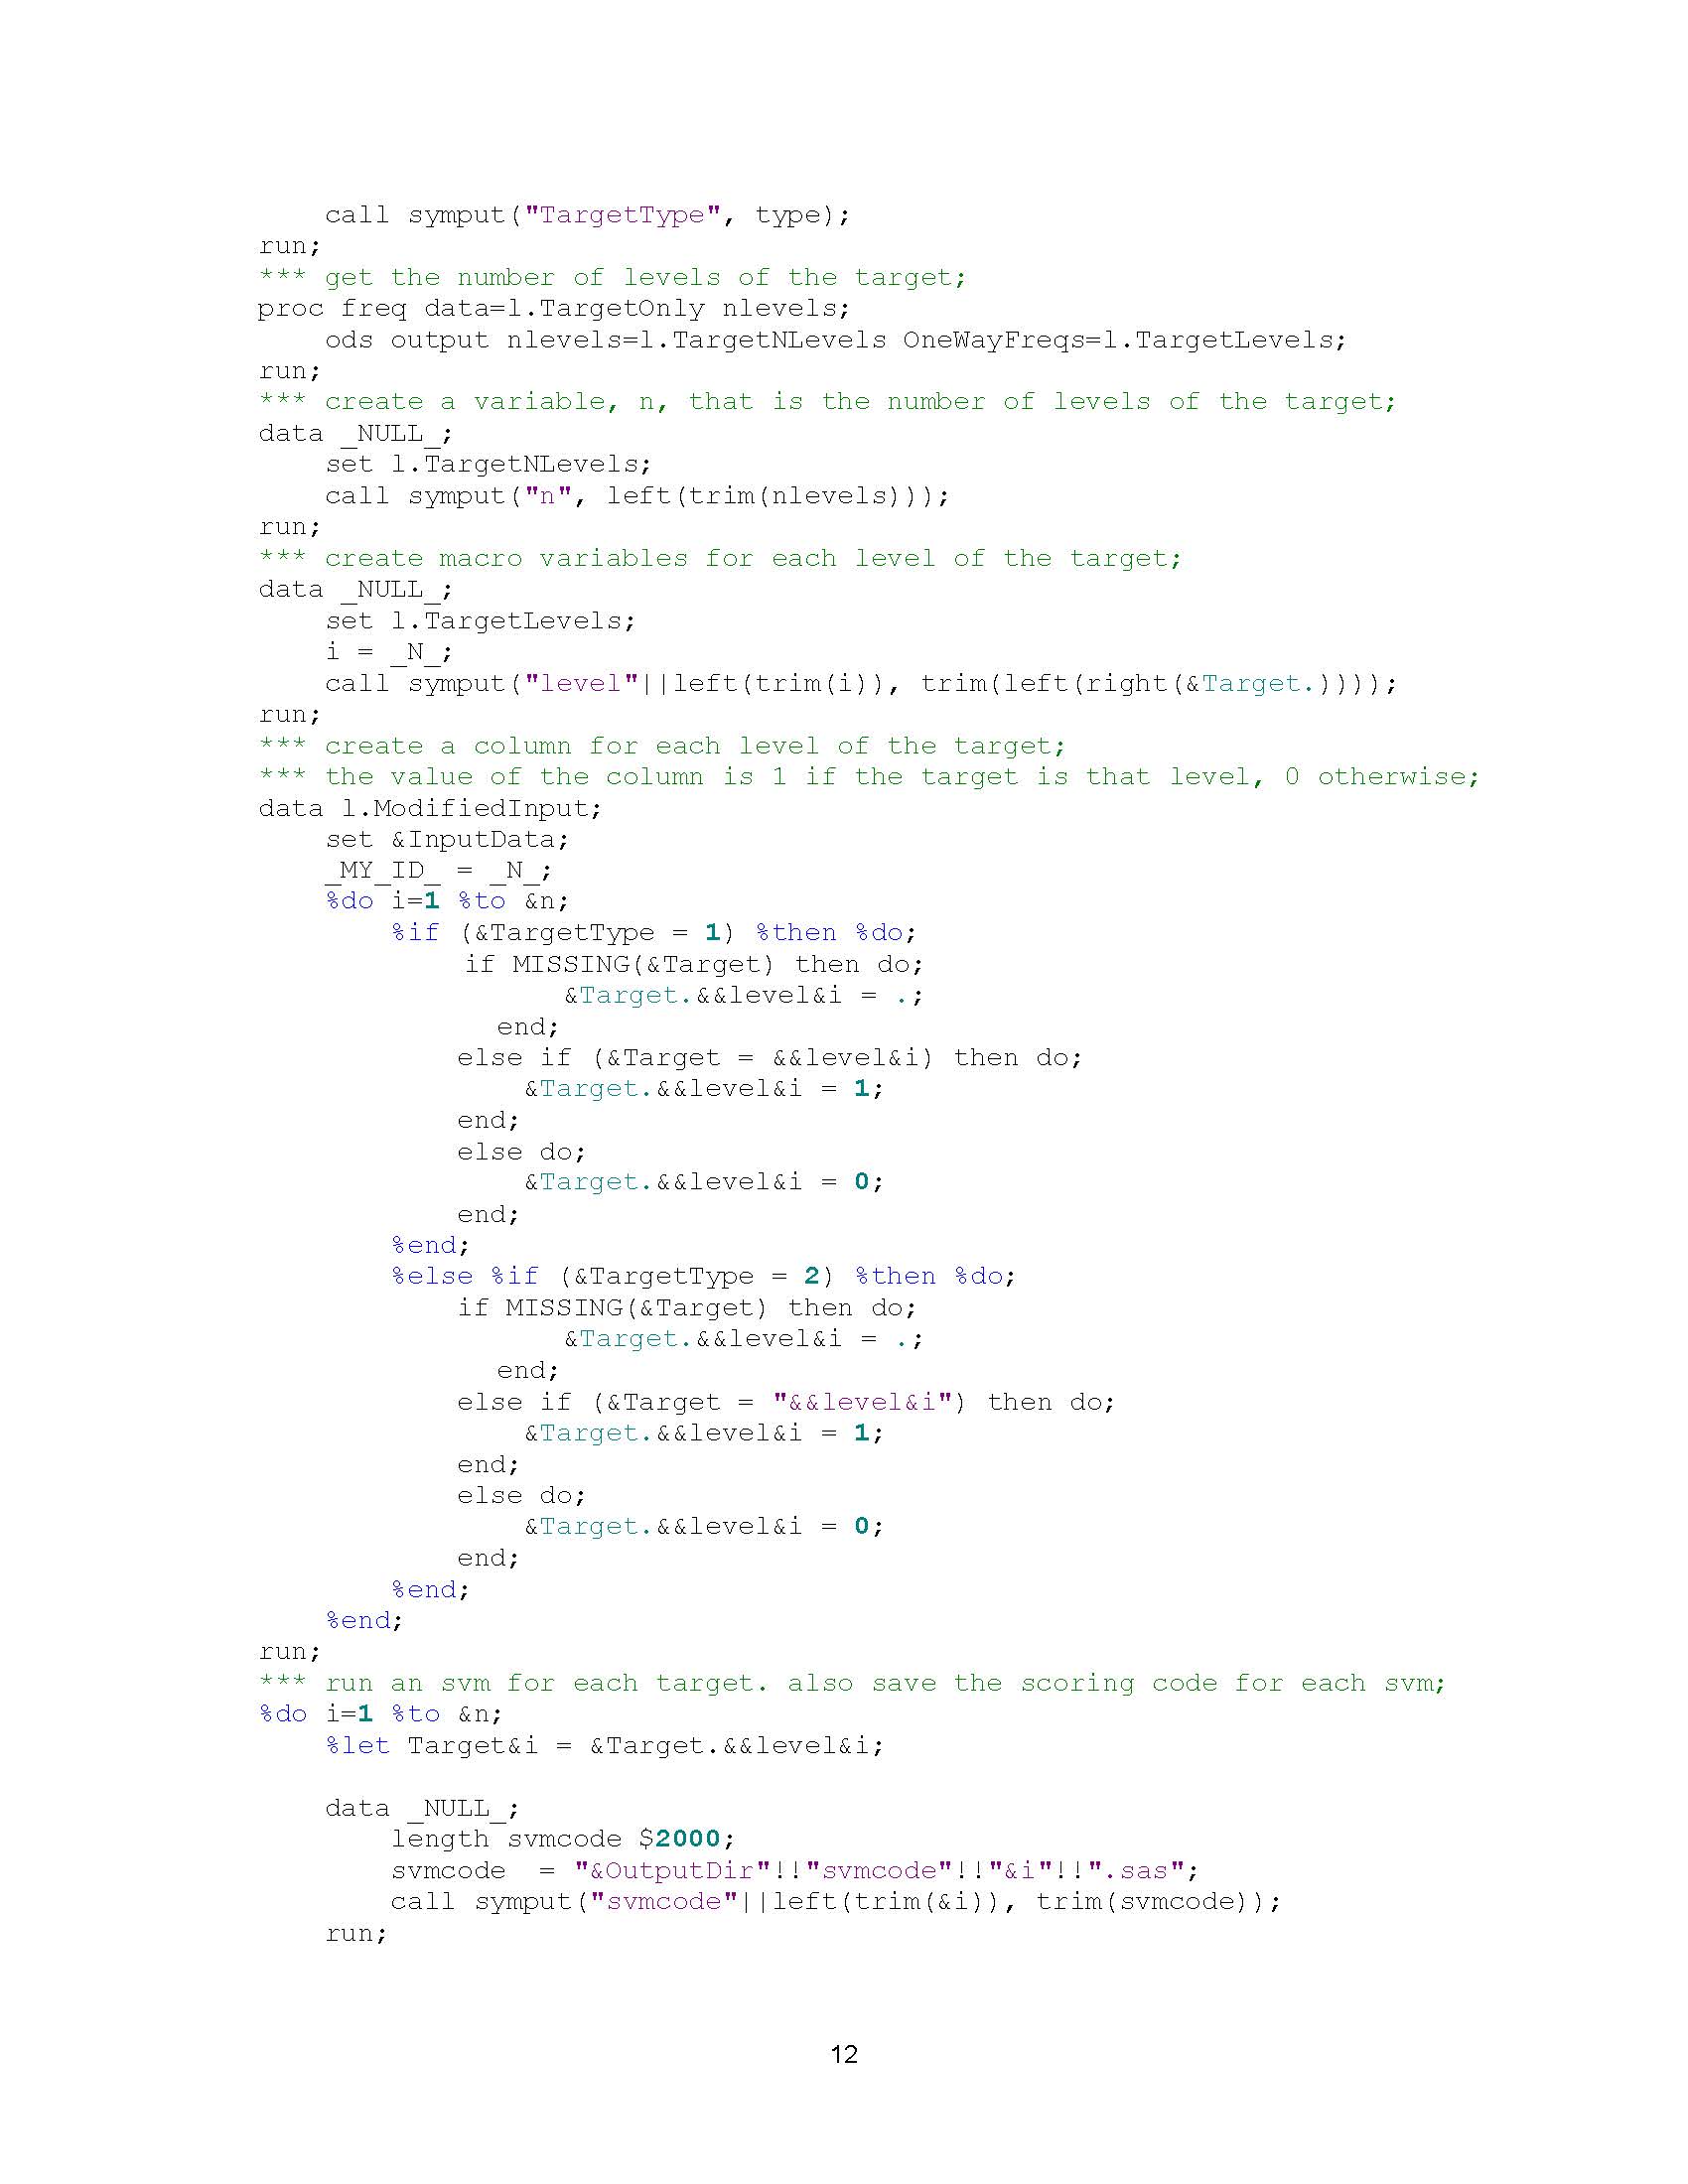 call symput("TargetType", type);
run;
*** get the number of levels of the target;
proc freq data=l.TargetOnly nlevels;
ods output nlevels=l.TargetNLevels OneWayFreqs=l.TargetLevels;
run;
*** create a variable, n, that is the number of levels of the target;
data _NULL_;
set l.TargetNLevels;
call symput("n", left(trim(nlevels)));
run;
*** create macro variables for each level of the target;
data _NULL_;
set l.TargetLevels;
i = _N_;
call symput("level"||left(trim(i)), trim(left(right(&Target.))));
run;
*** create a column for each level of the target;
*** the value of the column is 1 if the target is that level, 0 otherwise;
data l.ModifiedInput;
set &InputData;
_MY_ID_ = _N_;
%do i=1 %to &n;
%if (&TargetType = 1) %then %do;
if MISSING(&Target) then do;
&Target.&&level&i = .;
end;
else if (&Target = &&level&i) then do;
&Target.&&level&i = 1;
end;
else do;
&Target.&&level&i = 0;
end;
%end;
%else %if (&TargetType = 2) %then %do;
if MISSING(&Target) then do;
&Target.&&level&i = .;
end;
else if (&Target = "&&level&i") then do;
&Target.&&level&i = 1;
end;
else do;
&Target.&&level&i = 0;
end;
%end;
%end;
run;
*** run an svm for each target. also save the scoring code for each svm;
%do i=1 %to &n;
%let Target&i = &Target.&&level&i;
data _NULL_;
length svmcode $2000;
svmcode  = "&OutputDir"!!"svmcode"!!"&i"!!".sas";
call symput("svmcode"||left(trim(&i)), trim(svmcode));
run;
12